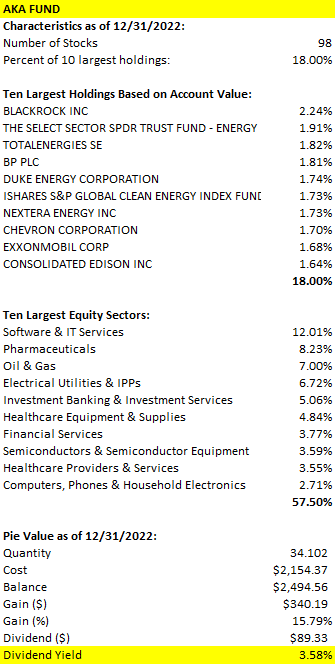 AKA FUND
Characteristics as of 12/31/2022:
Number of Stocks 98
Percent of 10 largest holdings: 18.00%
Ten Largest Holdings Based on Account Value:
BLACKROCK INC 2.24%
THE SELECT SECTOR SPDR TRUST FUND - ENERGY 1.91%
TOTALENERGIES SE 1.82%
BP PLC 1.81%
DUKE ENERGY CORPORATION 1.74%
ISHARES S&P GLOBAL CLEAN ENERGY INDEX FUND 1.73%
NEXTERA ENERGY INC 1.73%
CHEVRON CORPORATION 1.70%
EXXONMOBIL CORP 1.68%
CONSOLIDATED EDISON INC 1.64%
18.00%
Ten Largest Equity Sectors:
Software & IT Services 12.01%
Pharmaceuticals 8.23%
Oil & Gas 7.00%
Electrical Utilities & IPPs 6.72%
Investment Banking & Investment Services 5.06%
Healthcare Equipment & Supplies 4.84%
Financial Services 3.77%
Semiconductors & Semiconductor Equipment 3.59%
Healthcare Providers & Services 3.55%
Computers, Phones & Household Electronics 2.71%
57.50%
Pie Value as of 12/31/2022:
Quantity 34.102
Cost $2,154.37
Balance $2,494.56
Gain ($) $340.19
Gain (%) 15.79%
Dividend ($) $89.33
Dividend Yield 3.58%